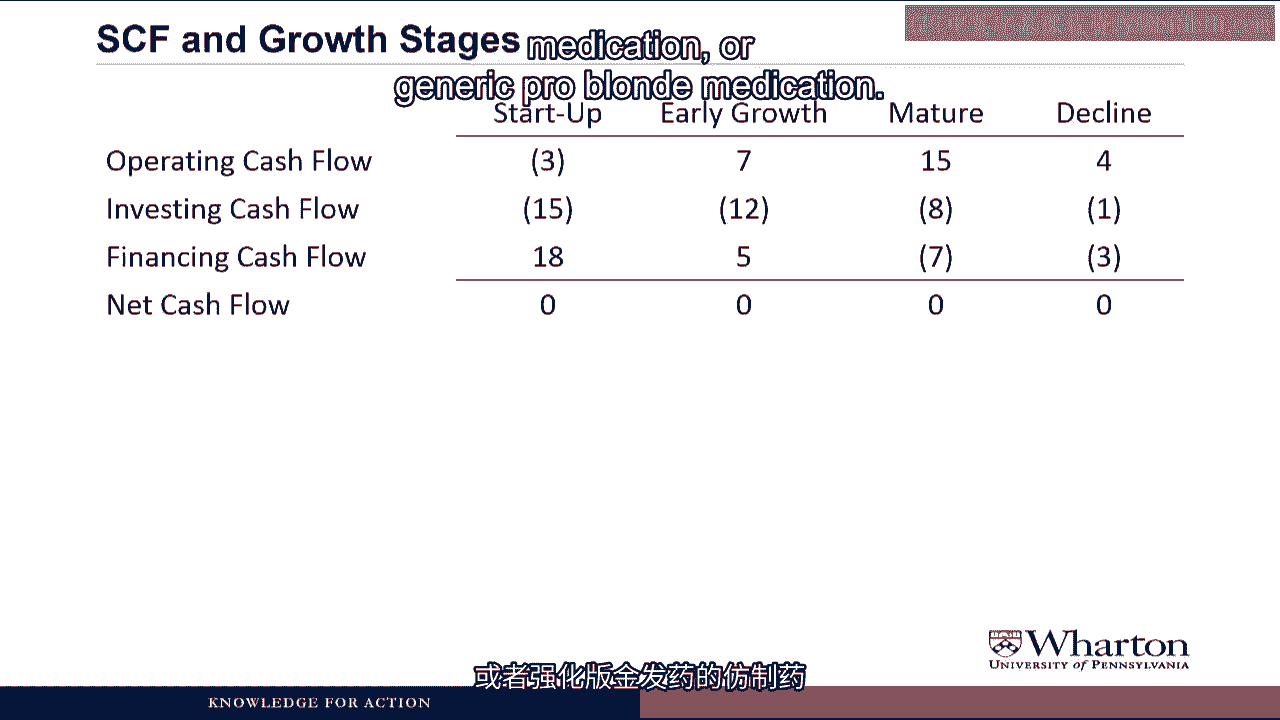 SCF and Growth Stages
medication, or
generic pro blonde medication.
Start-Up Early Growth Mature Decline
Operating Cash Flow (3) 7 15 4
Investing Cash Flow (15) (12) (8) (1)
Financing Cash Flow 18 5 (7) (3)
Net Cash Flow 0 0 0 0
Wharton
UNIVERSITY of PENNSYLVANIA
或者强化版金发药的仿制药
KNOWLEDGE FOR ACTION